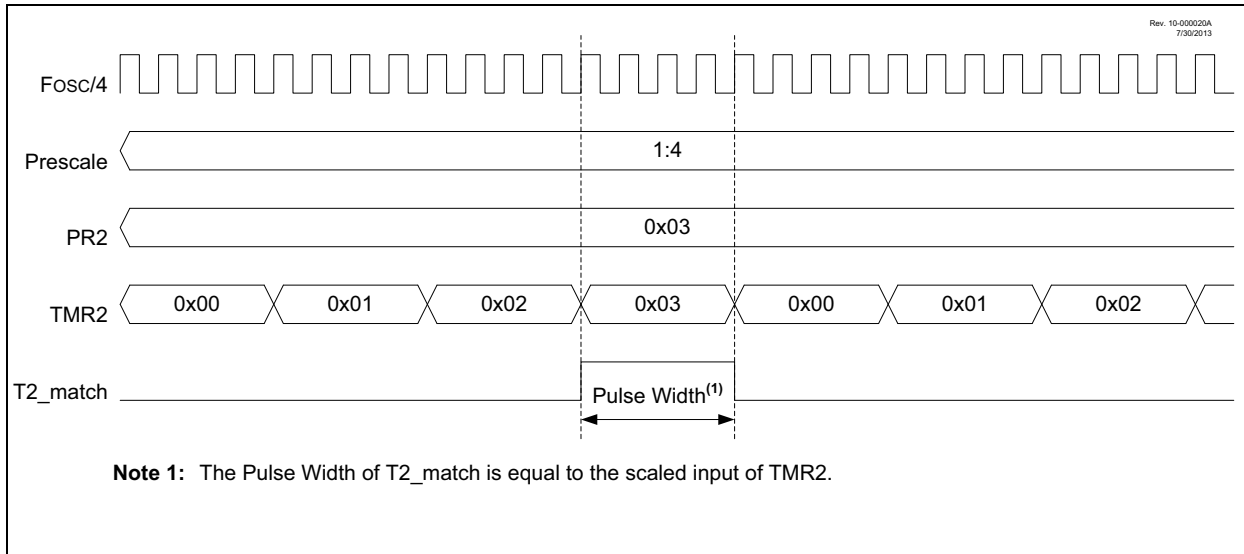 Rev. 10-000020A
7/30/2013
FOSC/4
Prescale
1:4
PR2
0x03
TMR2
0x00
0x01
0x02
0x03
0x00
0x01
0x02
T2_match
Pulse Width(1)
Note 1: The Pulse Width of T2_match is equal to the scaled input of TMR2.